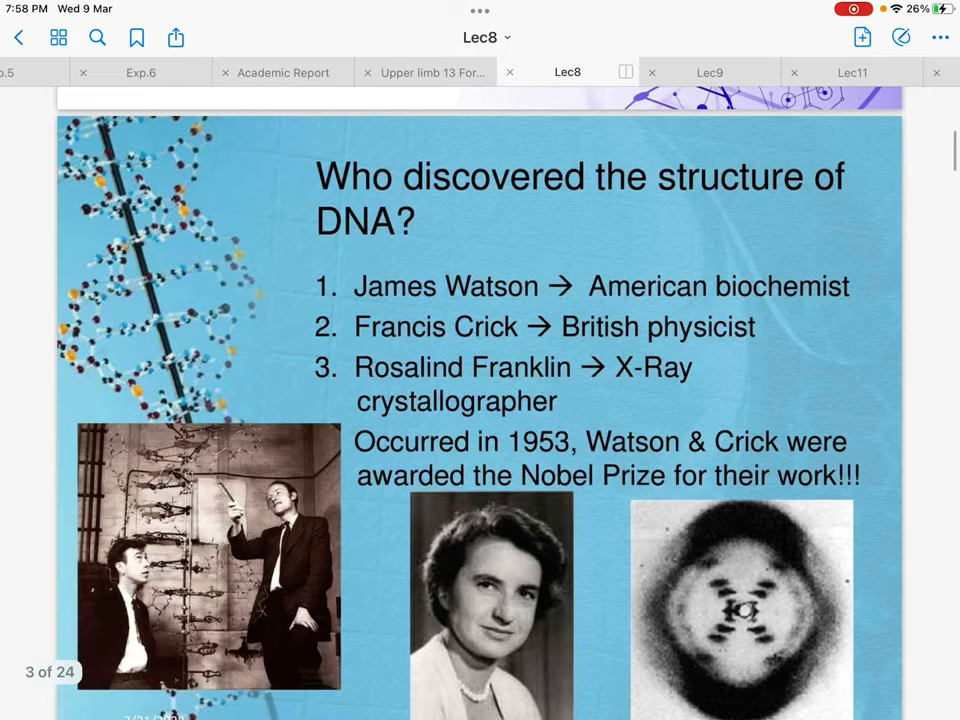 7:58 PM Wed 9 Mar
26%
Lec8
p.5
Exp.6
Academic Report
Upper limb 13 For...
Lec8
Lec9
Lec11
Who discovered the structure of
DNA?
1. James Watson → American biochemist
2. Francis Crick → British physicist
3. Rosalind Franklin → X-Ray
crystallographer
Occurred in 1953, Watson & Crick were
awarded the Nobel Prize for their work!!!
3 of 24